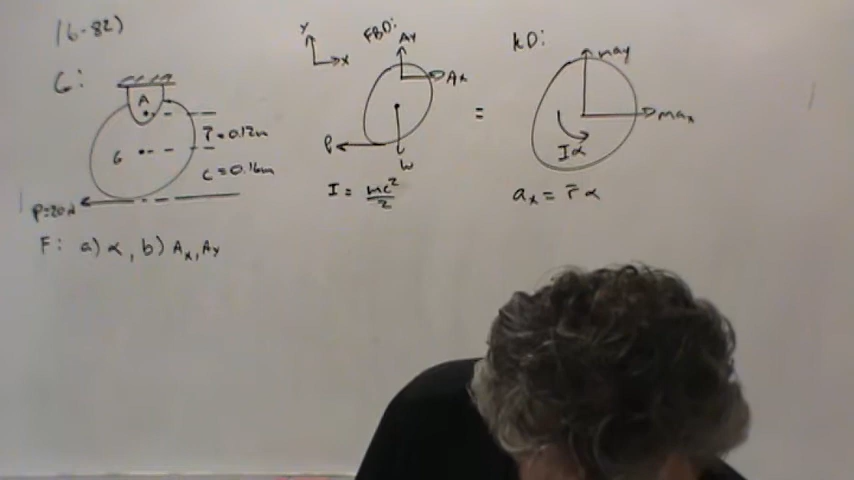 16-82)
G:
A
r̄ = 0.12m
G
c = 0.16m
P=20N
F: a) α, b) Ax, Ay
Y
x
FBD:
Ay
Ax
P
W
I = mc²/2
=
KD:
may
max
Iα
ax = r̄ α